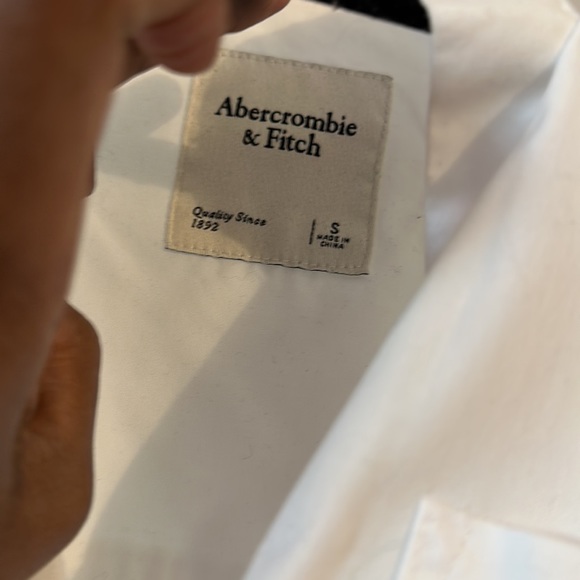 Abercrombie
& Fitch
Quality Since
1892
S
MADE IN
CHINA